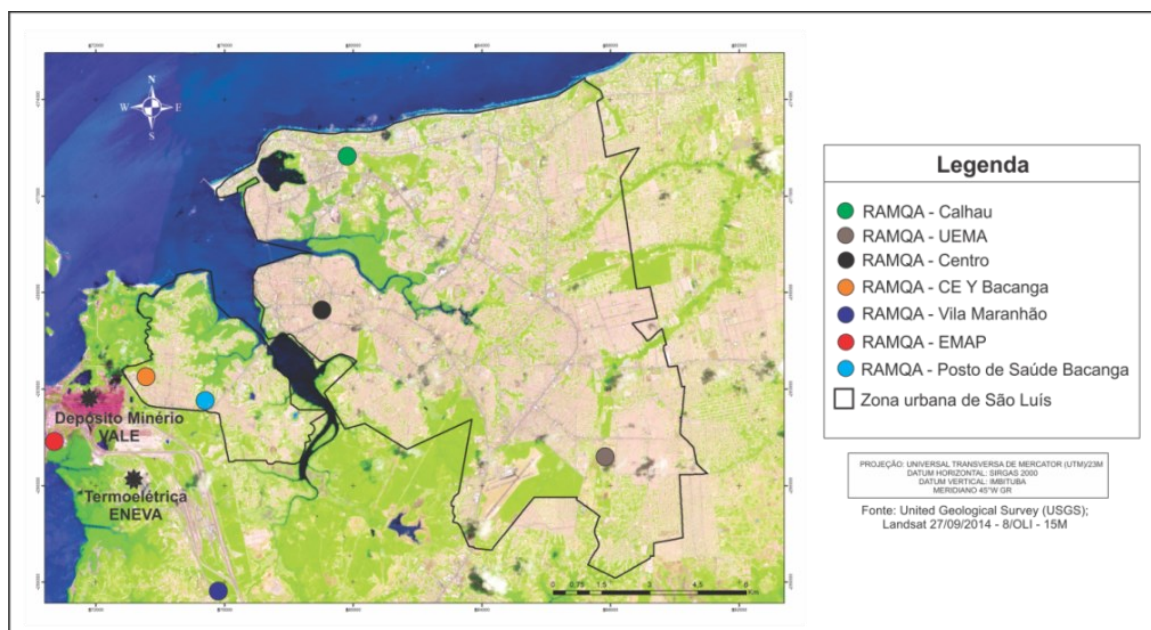 N
W E
S
Depósito Minério
VALE
Termoelétrica
ENEVA
0 0,75 1,5 3 4,5 6
Km
Legenda
RAMQA - Calhau
RAMQA - UEMA
RAMQA - Centro
RAMQA - CE Y Bacanga
RAMQA - Vila Maranhão
RAMQA - EMAP
RAMQA - Posto de Saúde Bacanga
Zona urbana de São Luís
PROJEÇÃO: UNIVERSAL TRANSVERSA DE MERCATOR (UTM)/23M
DATUM HORIZONTAL: SIRGAS 2000
DATUM VERTICAL: IMBITUBA
MERIDIANO 45°W GR
Fonte: United Geological Survey (USGS);
Landsat 27/09/2014 - 8/OLI - 15M